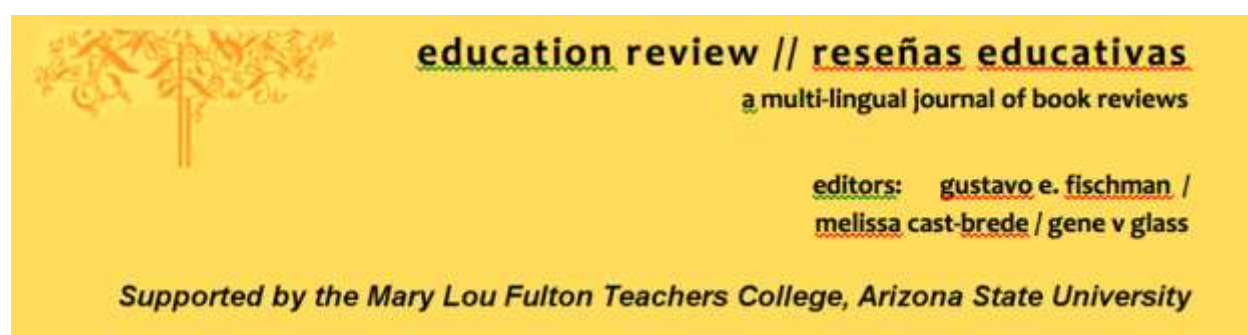 education review // reseñas educativas
a multi-lingual journal of book reviews
editors: gustavo e. fischman /
melissa cast-brede / gene v glass
Supported by the Mary Lou Fulton Teachers College, Arizona State University